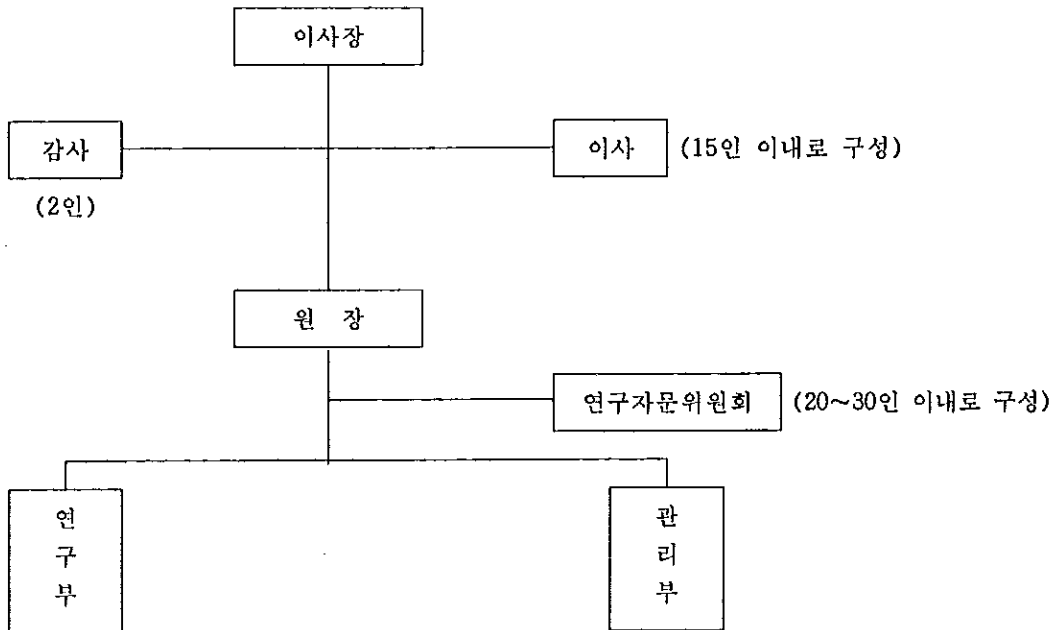 이사장
감사
이사 (15인 이내로 구성)
(2인)
원 장
연구자문위원회 (20~30인 이내로 구성)
연구부
관리부